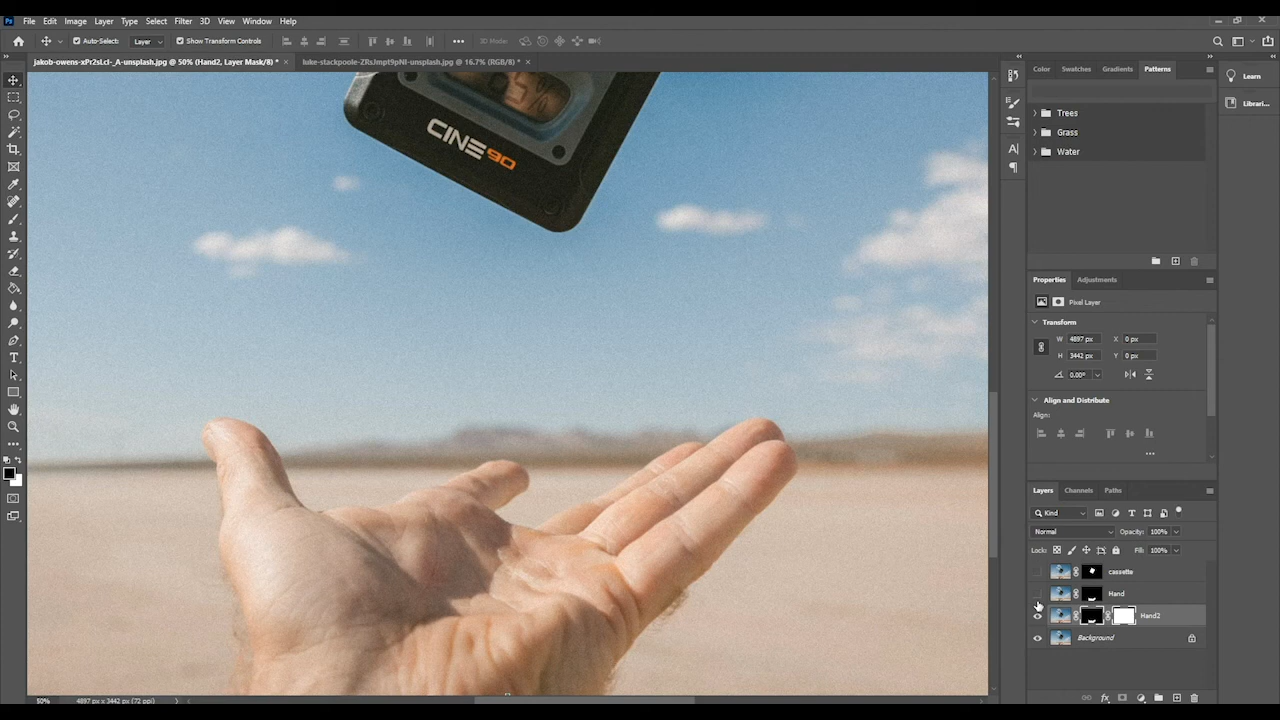 Ps File Edit Image Layer Type Select Filter 3D View Window Help
Auto-Select: Layer Show Transform Controls 3D Mode:
jakob-owens-xPr2sLcI-_A-unsplash.jpg @ 50% (Hand2, Layer Mask/8) * luke-stackpoole-ZRsJmpt9pNI-unsplash.jpg @ 16.7% (RGB/8) *
Color Swatches Gradients Patterns
Learn
Trees
Librari...
Grass
Water
CINE90
Properties Adjustments
Pixel Layer
Transform
W 4897 px X 0 px
H 3442 px Y 0 px
0.00°
Align and Distribute
Align:
Layers Channels Paths
Kind
Normal Opacity: 100%
Lock: Fill: 100%
cassette
Hand
Hand2
Background
50% 4897 px x 3442 px (72 ppi)